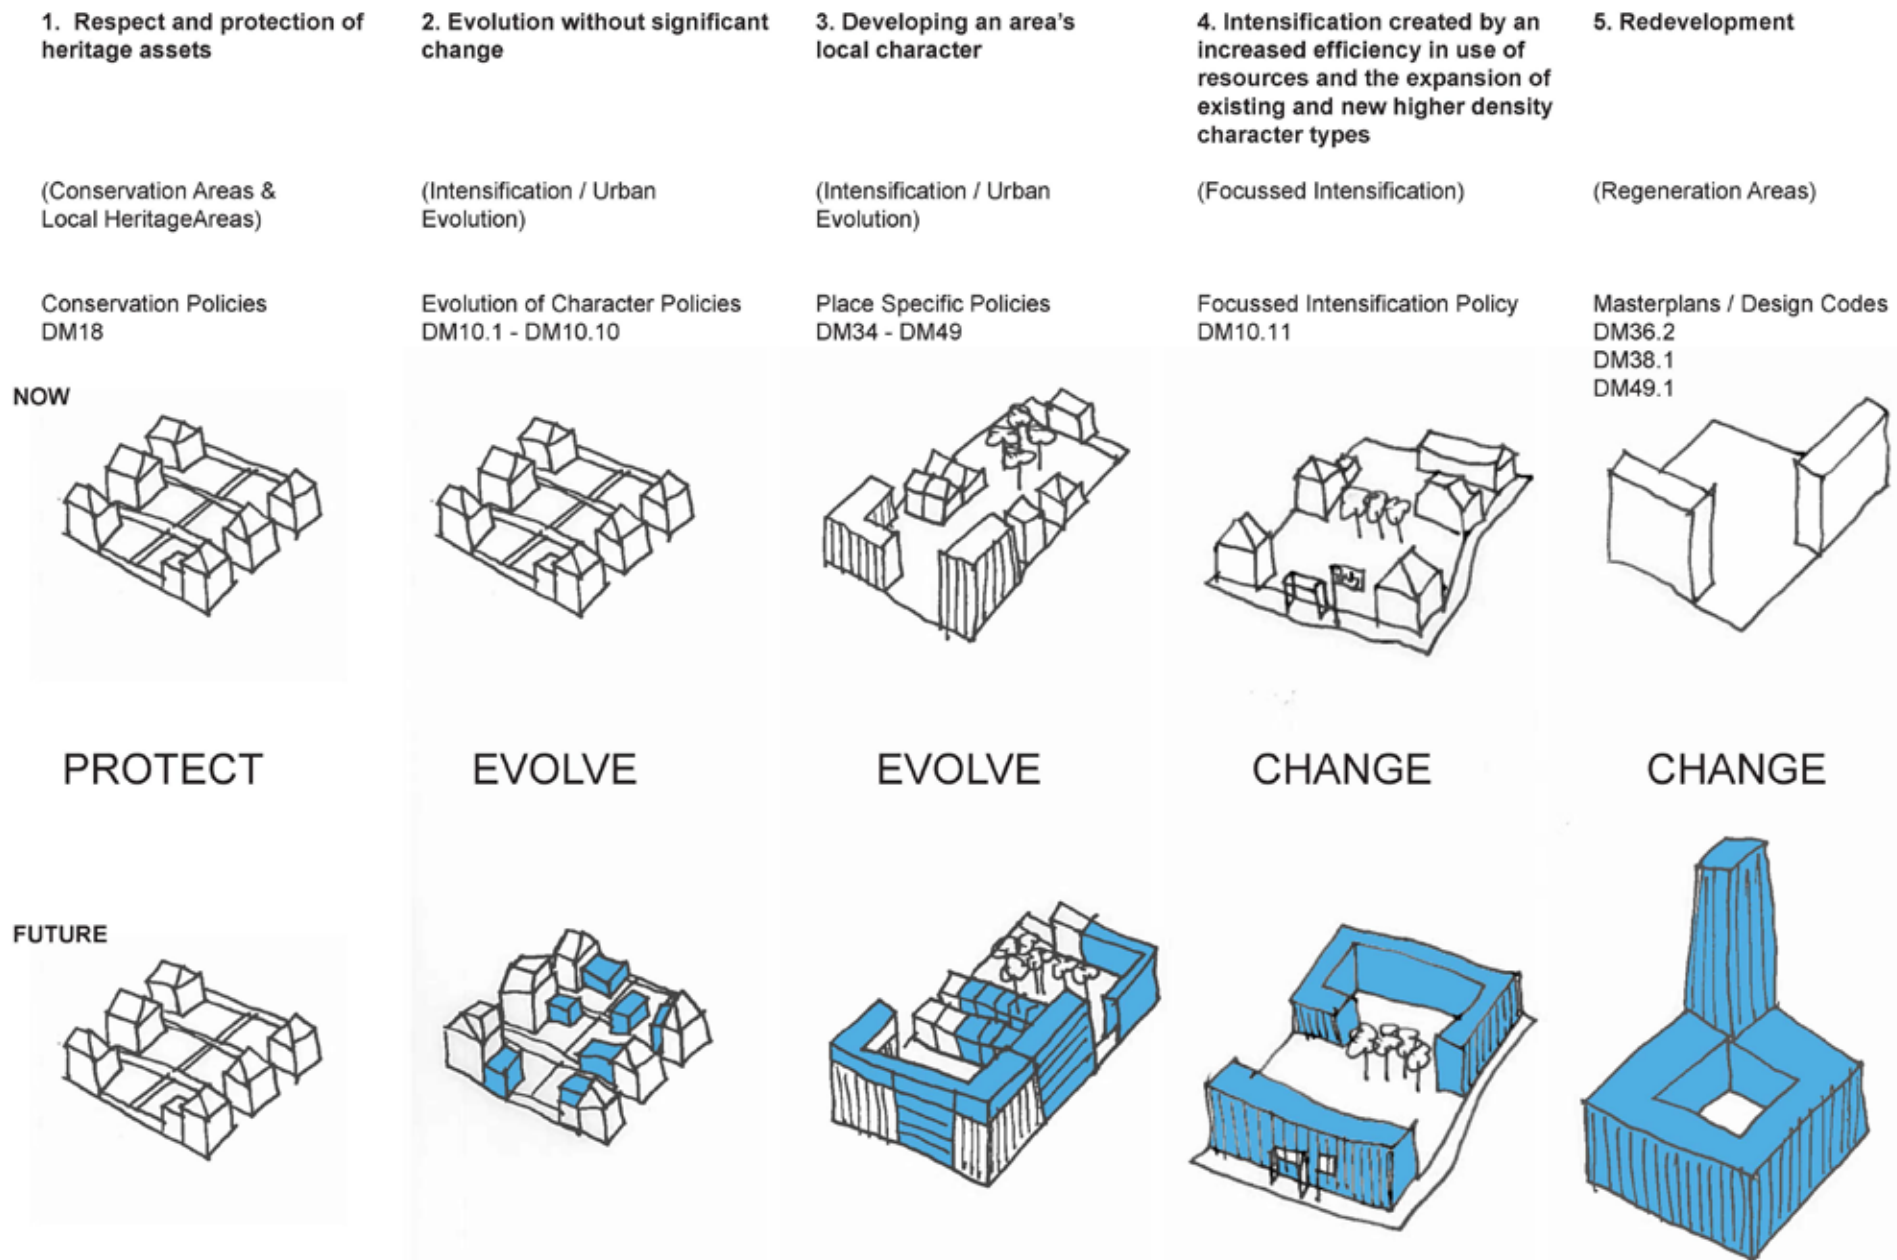 1. Respect and protection of
heritage assets
(Conservation Areas &
Local HeritageAreas)
Conservation Policies
DM18
2. Evolution without significant
change
(Intensification / Urban
Evolution)
Evolution of Character Policies
DM10.1 - DM10.10
3. Developing an area's
local character
(Intensification / Urban
Evolution)
Place Specific Policies
DM34 - DM49
4. Intensification created by an
increased efficiency in use of
resources and the expansion of
existing and new higher density
character types
(Focussed Intensification)
Focussed Intensification Policy
DM10.11
5. Redevelopment
(Regeneration Areas)
Masterplans / Design Codes
DM36.2
DM38.1
DM49.1
NOW
PROTECT
EVOLVE
EVOLVE
CHANGE
CHANGE
FUTURE